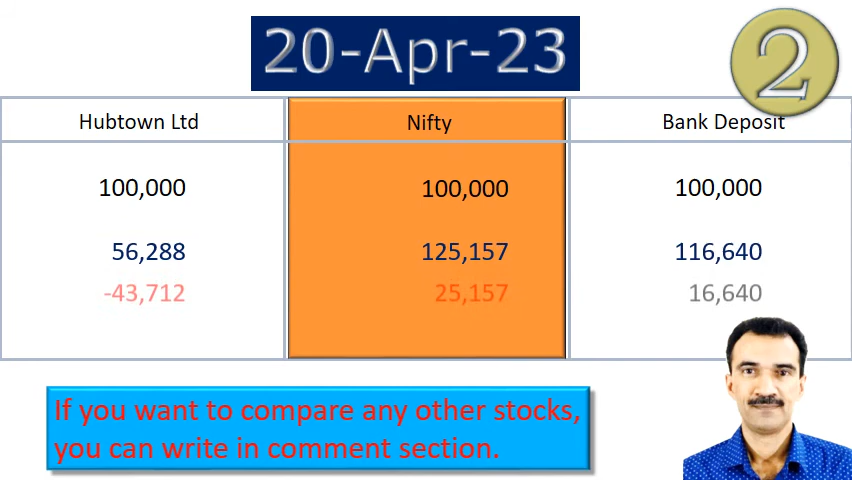 20-Apr-23
2
Hubtown Ltd Nifty Bank Deposit
100,000 100,000 100,000
56,288 125,157 116,640
-43,712 25,157 16,640
If you want to compare any other stocks,
you can write in comment section.